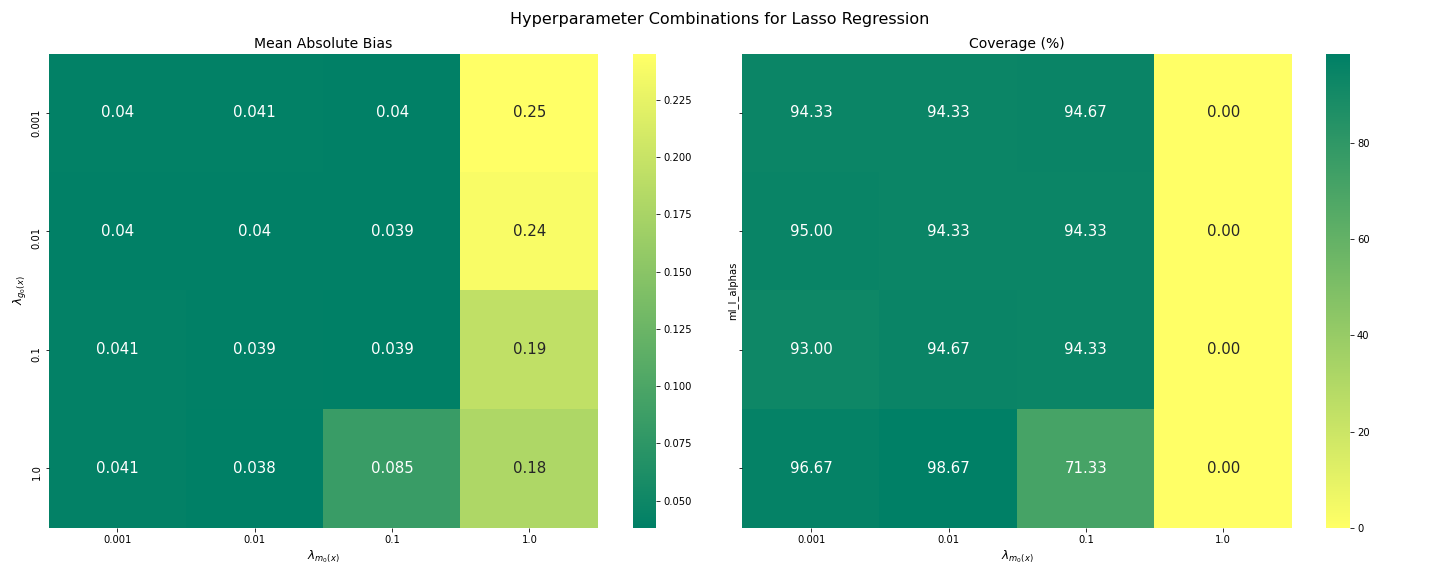 Hyperparameter Combinations for Lasso Regression
Mean Absolute Bias
0.001 0.04 0.041 0.04 0.25
0.01 0.04 0.04 0.039 0.24
0.1 0.041 0.039 0.039 0.19
1.0 0.041 0.038 0.085 0.18
λg₀(x)
0.001 0.01 0.1 1.0
λm₀(x)
0.225
0.200
0.175
0.150
0.125
0.100
0.075
0.050
Coverage (%)
94.33 94.33 94.67 0.00
95.00 94.33 94.33 0.00
93.00 94.67 94.33 0.00
96.67 98.67 71.33 0.00
ml_l_alphas
0.001 0.01 0.1 1.0
λm₀(x)
80
60
40
20
0